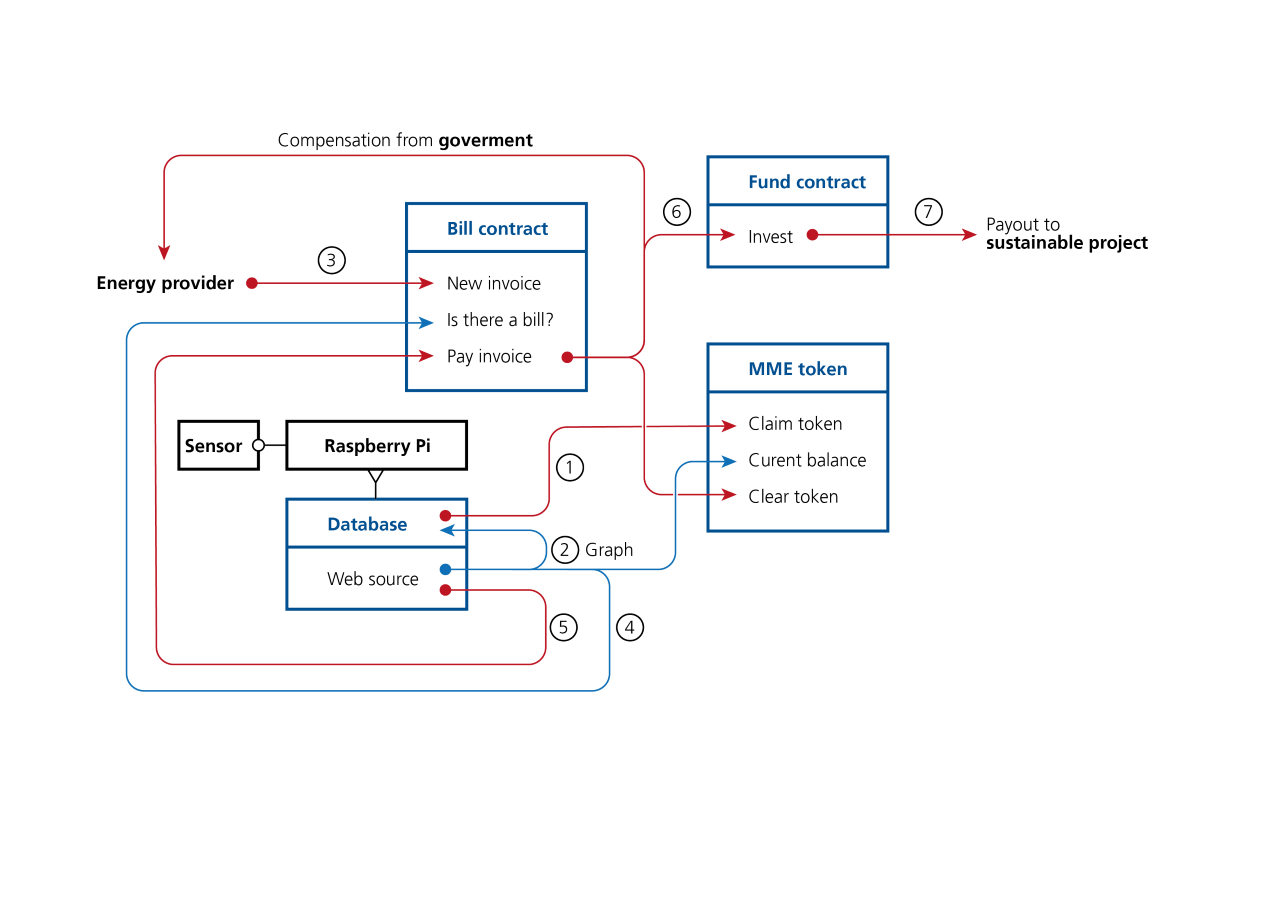 Compensation from goverment
Fund contract
6
7
Invest
Payout to
sustainable project
Bill contract
3
Energy provider
New invoice
Is there a bill?
Pay invoice
MME token
Claim token
Curent balance
Clear token
Sensor
Raspberry Pi
1
Database
2 Graph
Web source
5
4